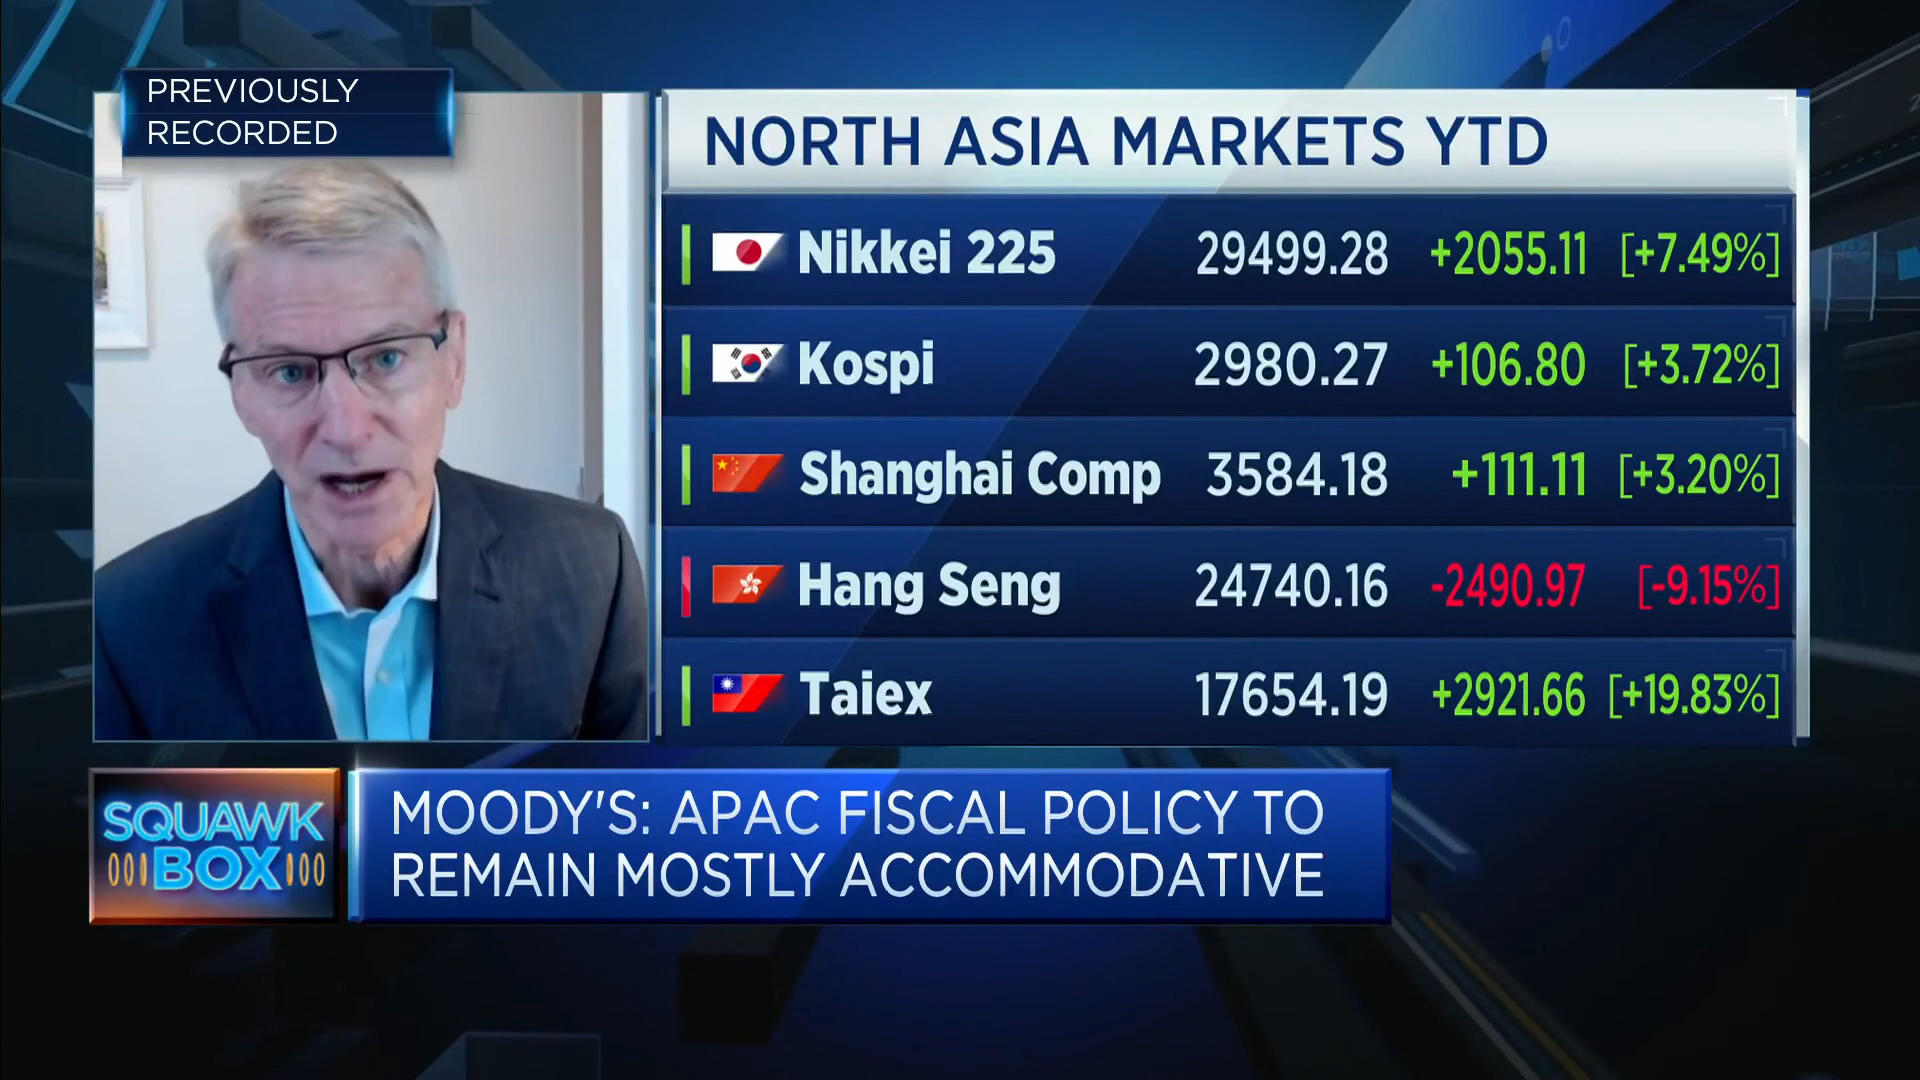 PREVIOUSLY
RECORDED
NORTH ASIA MARKETS YTD
Nikkei 225 29499.28 +2055.11 [+7.49%]
Kospi 2980.27 +106.80 [+3.72%]
Shanghai Comp 3584.18 +111.11 [+3.20%]
Hang Seng 24740.16 -2490.97 [-9.15%]
Taiex 17654.19 +2921.66 [+19.83%]
SQUAWK
BOX
MOODY'S: APAC FISCAL POLICY TO
REMAIN MOSTLY ACCOMMODATIVE